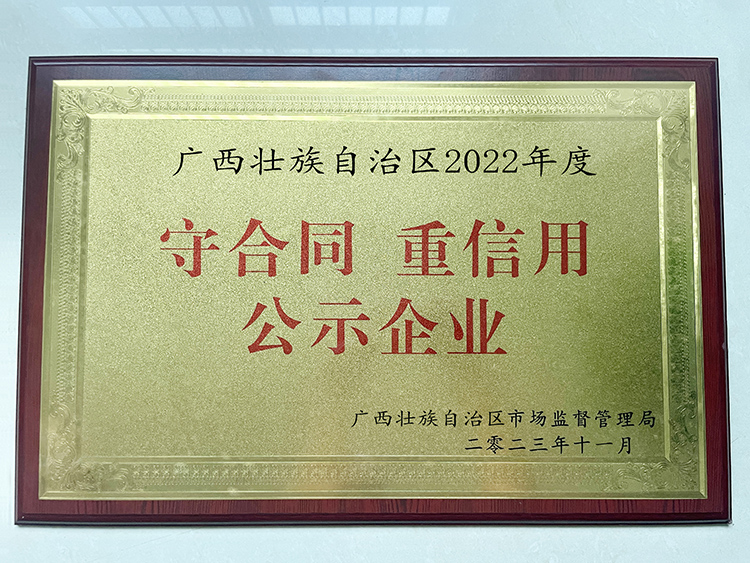 广西壮族自治区2022年度
守合同 重信用
公示企业
广西壮族自治区市场监督管理局
二零二三年十一月